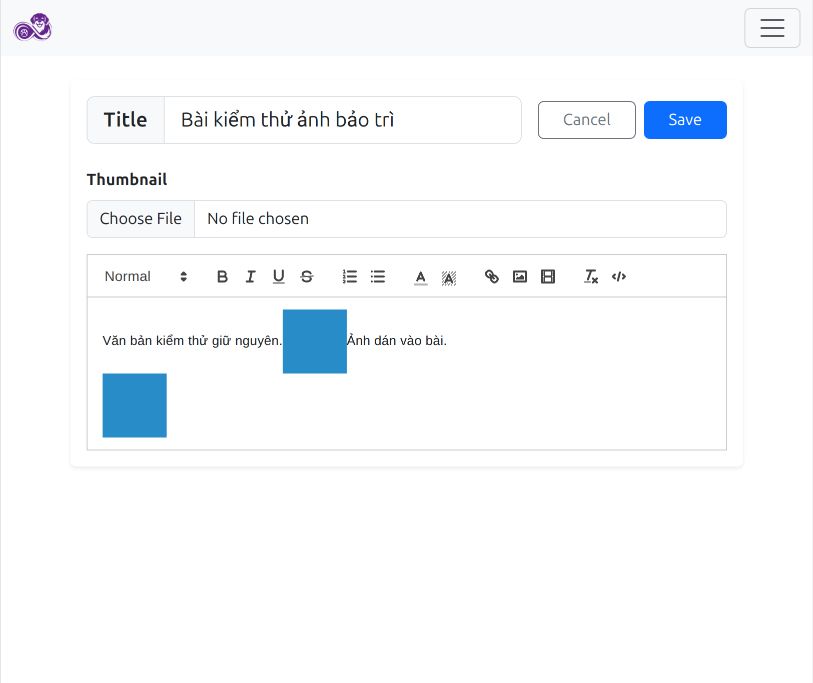 Title Bài kiểm thử ảnh bảo trì Cancel Save
Thumbnail
Choose File No file chosen
Normal
Văn bản kiểm thử giữ nguyên. Ảnh dán vào bài.